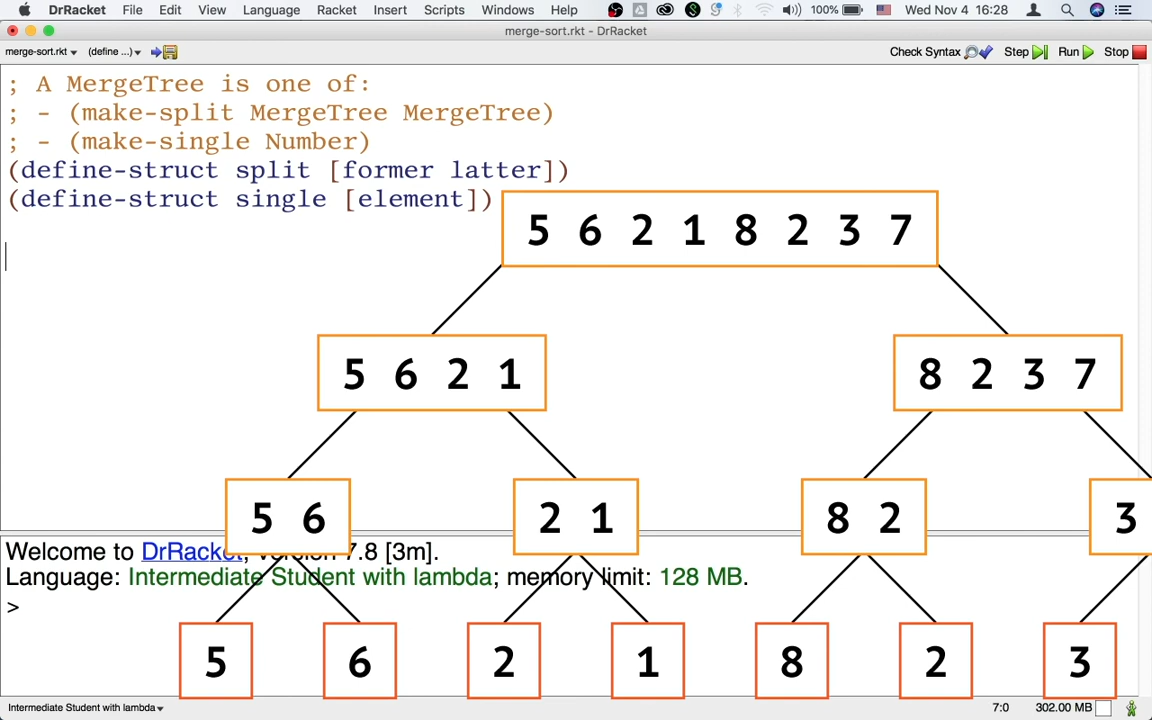 DrRacket File Edit View Language Racket Insert Scripts Windows Help 100% Wed Nov 4 16:28
merge-sort.rkt - DrRacket
merge-sort.rkt (define ...) Check Syntax Step Run Stop
; A MergeTree is one of:
; - (make-split MergeTree MergeTree)
; - (make-single Number)
(define-struct split [former latter])
(define-struct single [element])
5 6 2 1 8 2 3 7
5 6 2 1 8 2 3 7
5 6 2 1 8 2 3
Welcome to DrRacket, version 7.8 [3m].
Language: Intermediate Student with lambda; memory limit: 128 MB.
>
5 6 2 1 8 2 3
Intermediate Student with lambda 7:0 302.00 MB